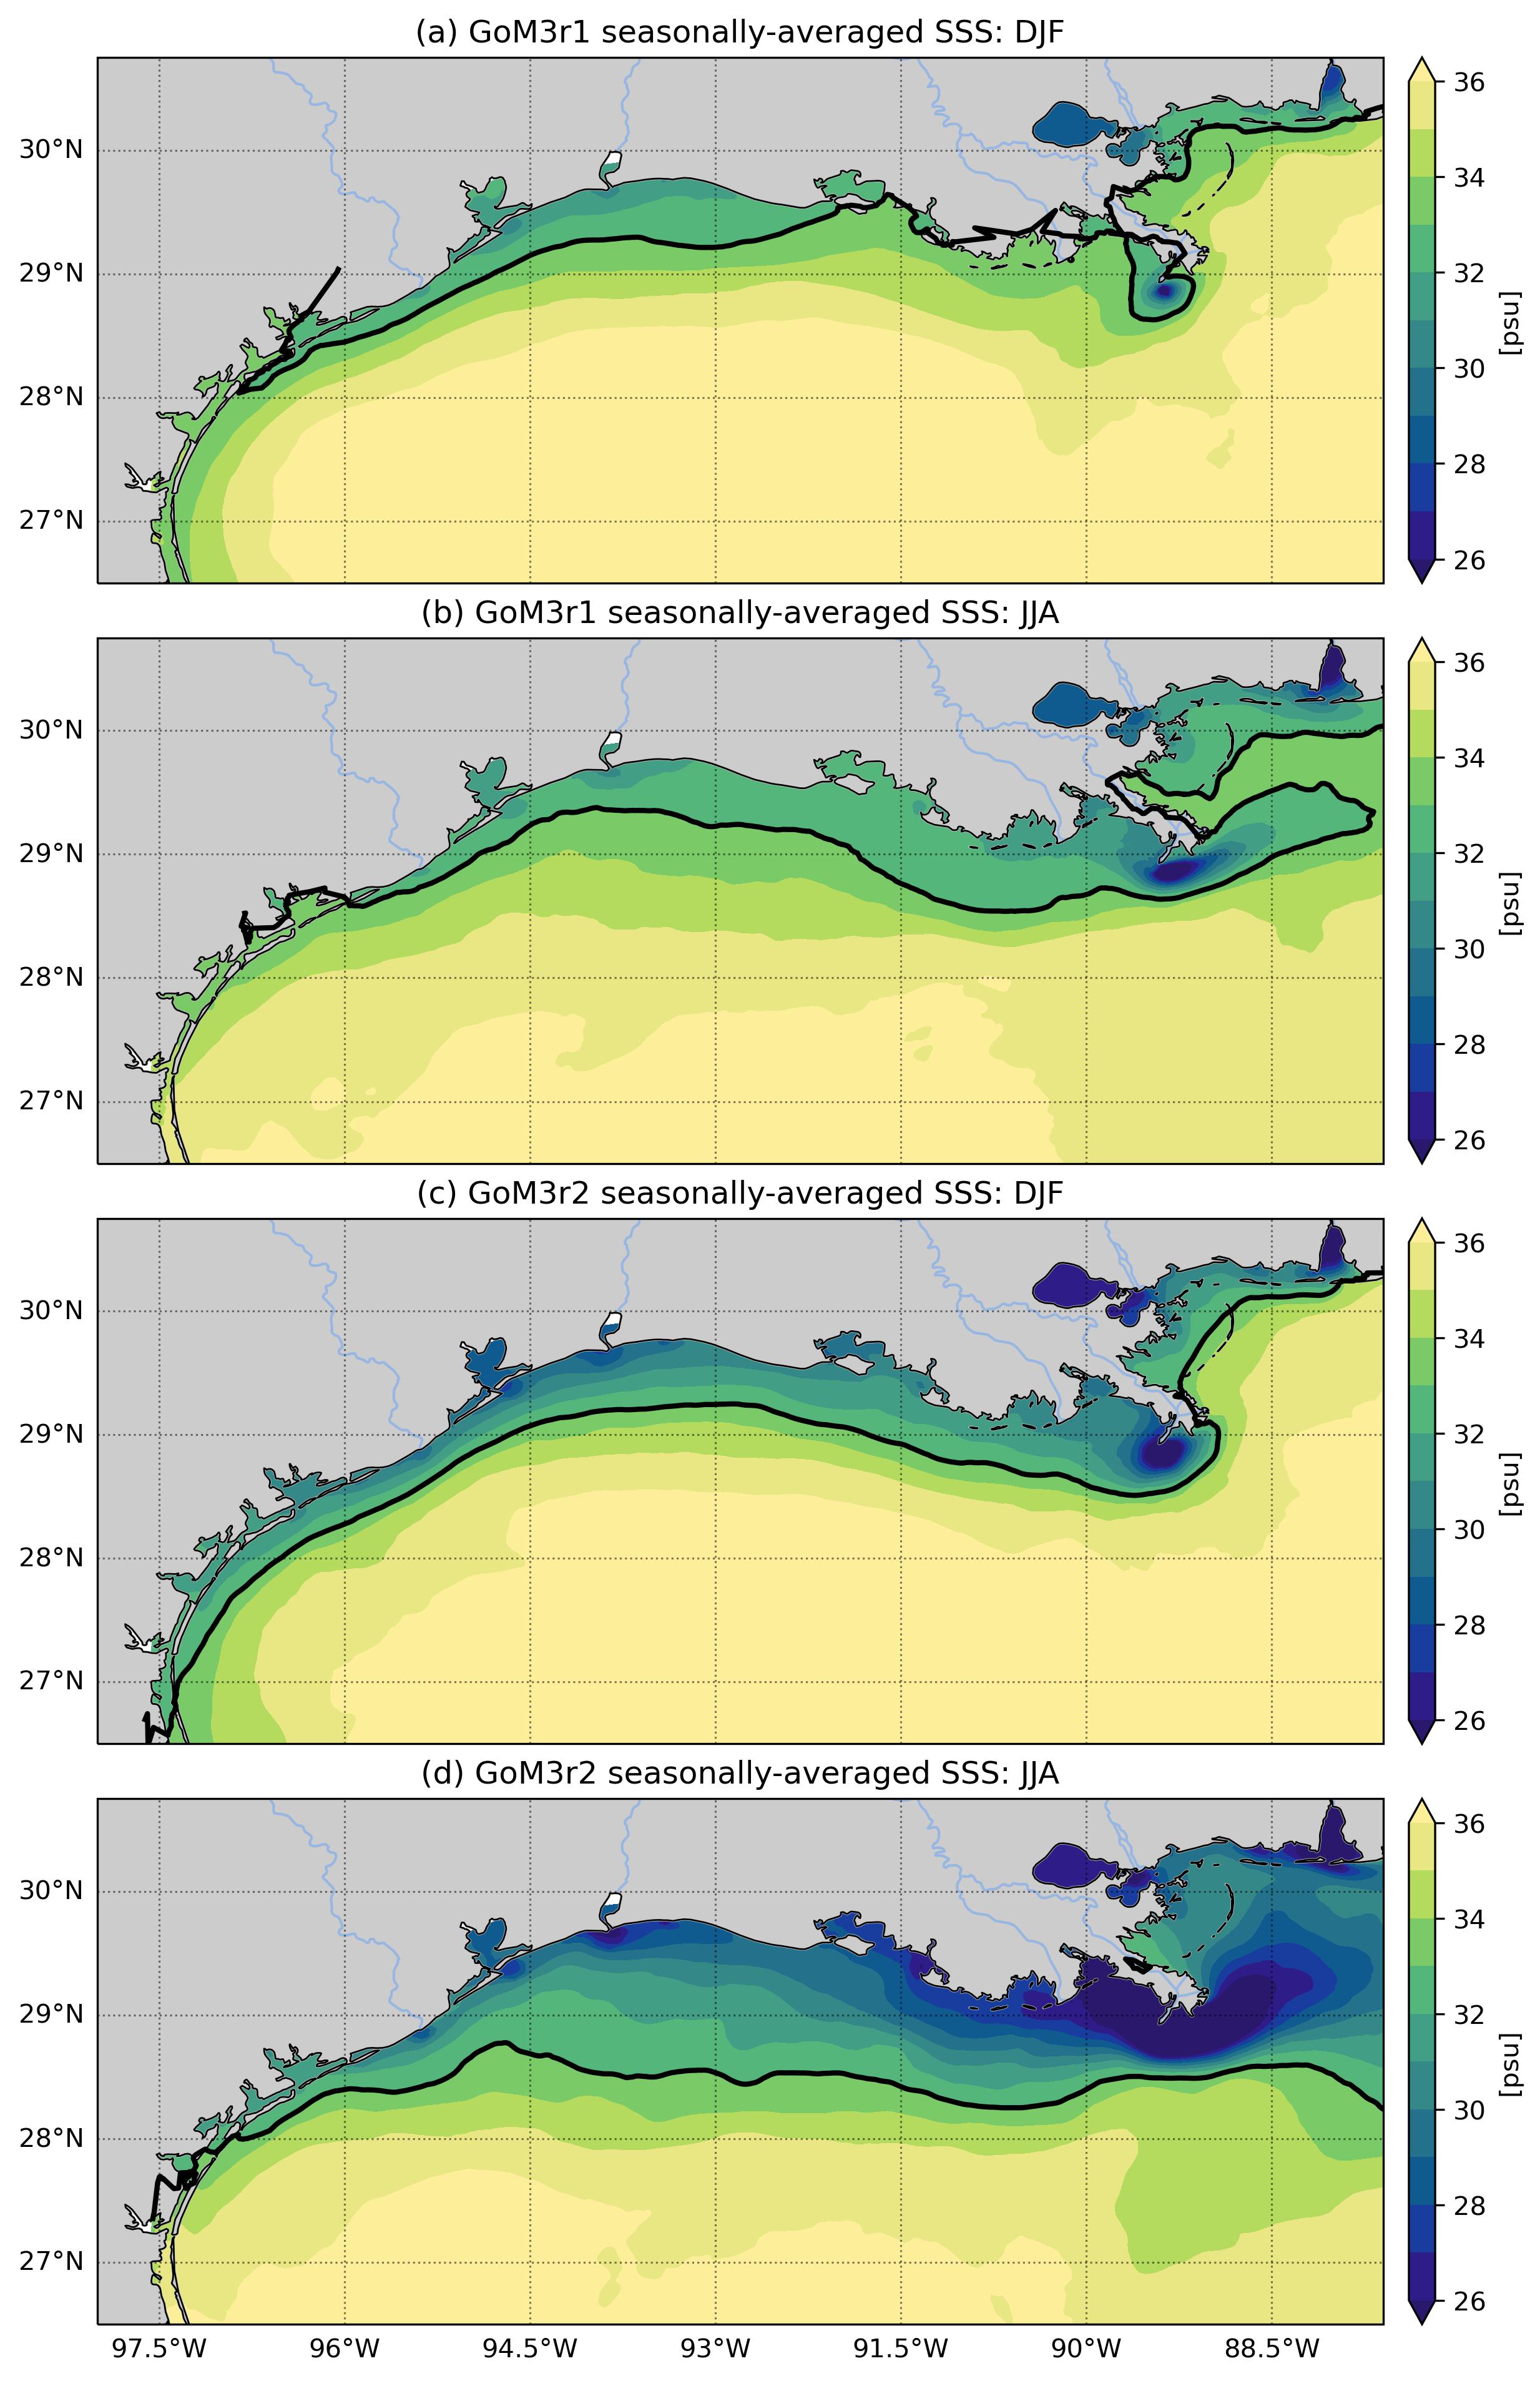 (a) GoM3r1 seasonally-averaged SSS: DJF
30°N
29°N
28°N
27°N
36
34
32
30
28
26
[psu]
(b) GoM3r1 seasonally-averaged SSS: JJA
30°N
29°N
28°N
27°N
36
34
32
30
28
26
[psu]
(c) GoM3r2 seasonally-averaged SSS: DJF
30°N
29°N
28°N
27°N
36
34
32
30
28
26
[psu]
(d) GoM3r2 seasonally-averaged SSS: JJA
30°N
29°N
28°N
27°N
36
34
32
30
28
26
[psu]
97.5°W 96°W 94.5°W 93°W 91.5°W 90°W 88.5°W